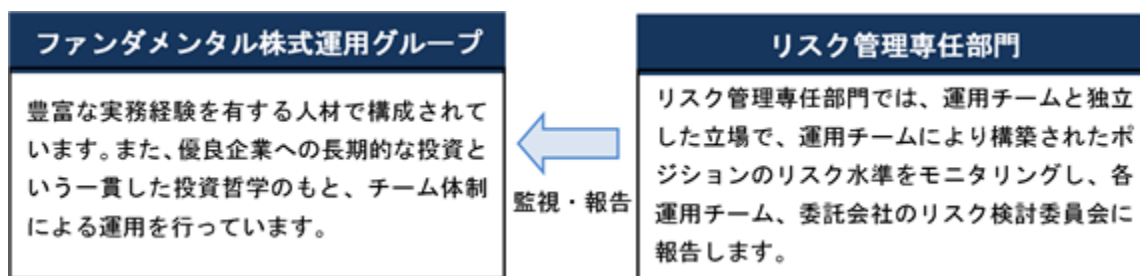 ファンダメンタル株式運用グループ
豊富な実務経験を有する人材で構成されて
います。また、優良企業への長期的な投資と
いう一貫した投資哲学のもと、チーム体制
による運用を行っています。
監視・報告
リスク管理専任部門
リスク管理専任部門では、運用チームと独立
した立場で、運用チームにより構築されたポ
ジションのリスク水準をモニタリングし、各
運用チーム、委託会社のリスク検討委員会に
報告します。